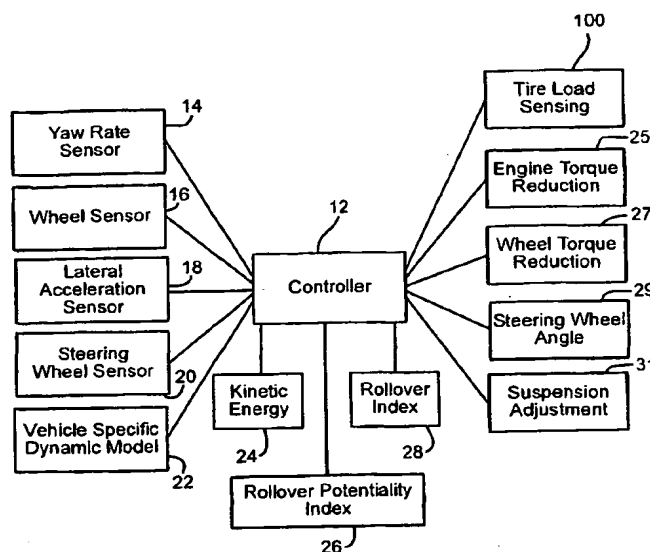 100
Tire Load
Sensing
14
Yaw Rate
Sensor
25
Engine Torque
Reduction
16
Wheel Sensor
12
Controller
27
Wheel Torque
Reduction
18
Lateral
Acceleration
Sensor
29
Steering Wheel
Angle
Steering
Wheel Sensor
20
Kinetic
Energy
24
Rollover
Index
28
31
Suspension
Adjustment
Vehicle Specific
Dynamic Model
22
Rollover Potentiality
Index
26